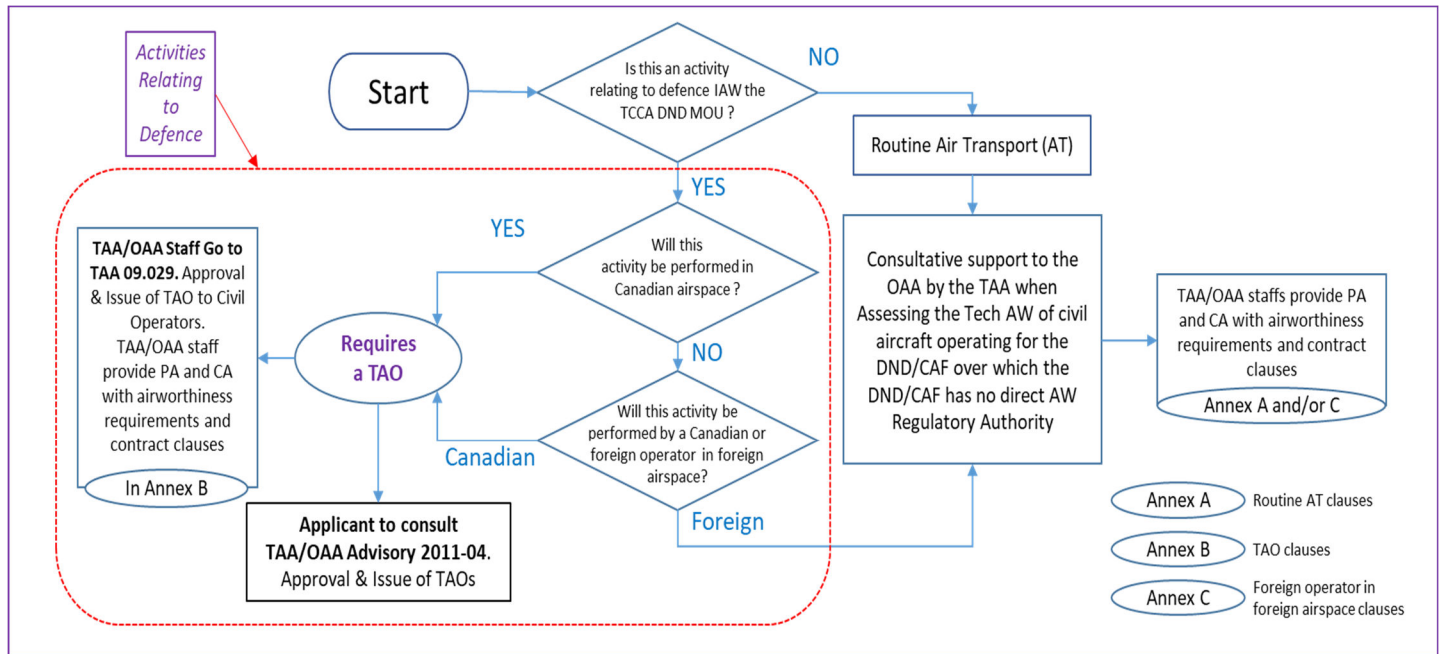 Activities
Relating
to
Defence
Start
Is this an activity
relating to defence IAW the
TCCA DND MOU ?
NO
Routine Air Transport (AT)
YES
Will this
activity be performed in
Canadian airspace ?
YES
NO
Requires
a TAO
TAA/OAA Staff Go to
TAA 09.029. Approval
& Issue of TAO to Civil
Operators.
TAA/OAA staff
provide PA and CA
with airworthiness
requirements and
contract clauses
In Annex B
Will this activity be
performed by a Canadian or
foreign operator in foreign
airspace?
Canadian
Foreign
Applicant to consult
TAA/OAA Advisory 2011-04.
Approval & Issue of TAOs
Consultative support to the
OAA by the TAA when
Assessing the Tech AW of civil
aircraft operating for the
DND/CAF over which the
DND/CAF has no direct AW
Regulatory Authority
TAA/OAA staffs provide PA
and CA with airworthiness
requirements and contract
clauses
Annex A and/or C
Annex A Routine AT clauses
Annex B TAO clauses
Annex C Foreign operator in
foreign airspace clauses